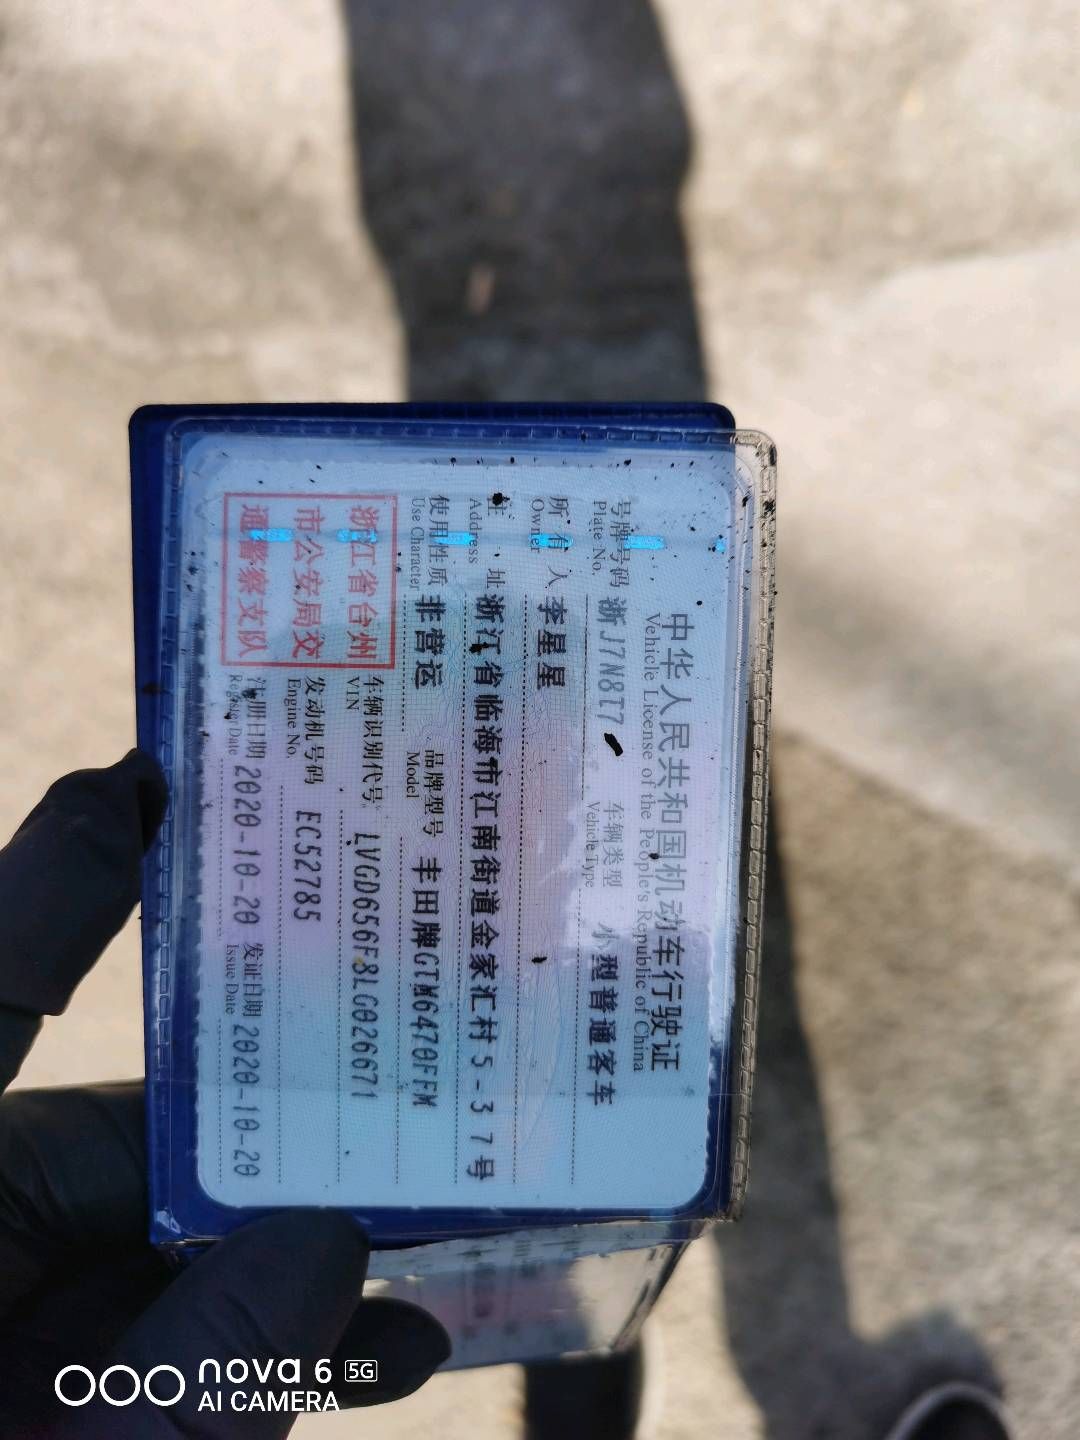 中华人民共和国机动车行驶证
Vehicle License of the People's Republic of China
号牌号码 浙J7N8T7 车辆类型 小型普通客车
Plate No. Vehicle Type
所有人 李星星
Owner
住址 浙江省临海市江南街道金家汇村5-37号
Address
使用性质 非营运 品牌型号 丰田牌GTM6470FFM
Use Character Model
浙江省台州
市公安局交
通警察支队
车辆识别代号 LVGD656F8LG026671
VIN
发动机号码 EC52785
Engine No.
注册日期 2020-10-20 发证日期 2020-10-20
Register Date Issue Date
nova 6 5G
AI CAMERA